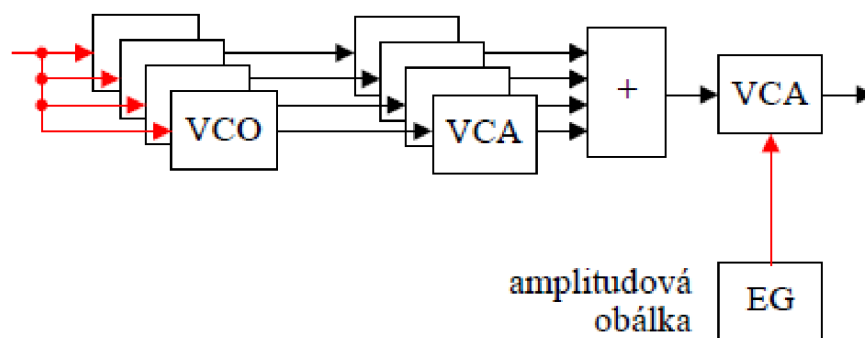 VCO
VCA
+
VCA
amplitudová
obálka
EG